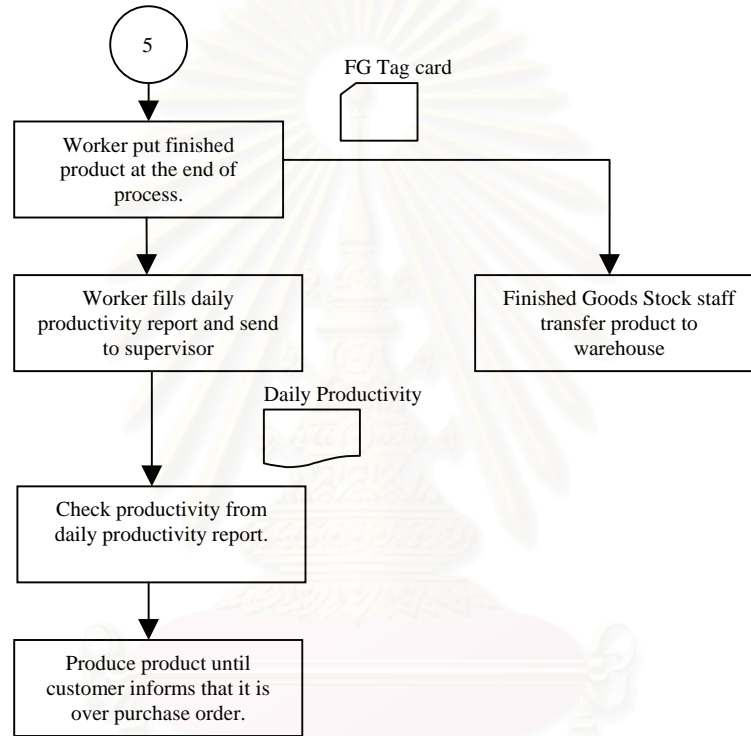 5
FG Tag card
Worker put finished
product at the end of
process.
Worker fills daily
productivity report and send
to supervisor
Finished Goods Stock staff
transfer product to
warehouse
Daily Productivity
Check productivity from
daily productivity report.
Produce product until
customer informs that it is
over purchase order.